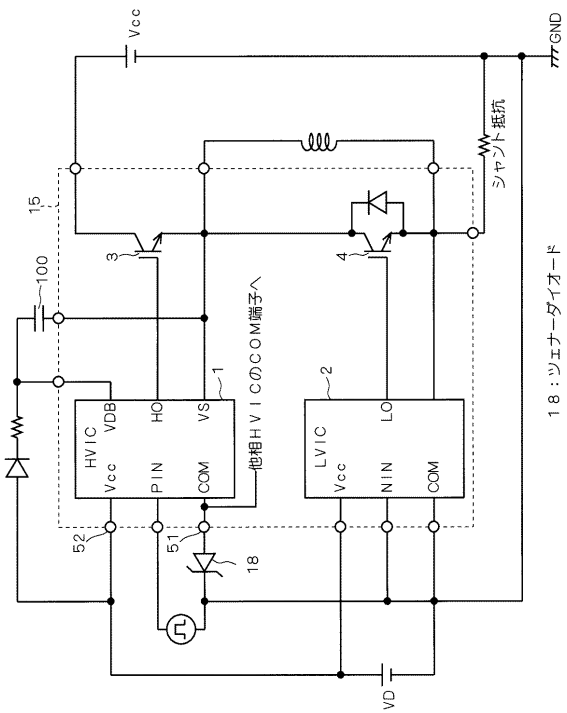 Vcc
GND
シャント抵抗
15
100
3
4
他相HVICのCOM端子へ
1
HVIC
VDB
HO
VS
Vcc
PIN
COM
2
LVIC
LO
Vcc
NIN
COM
52
51
18
VD
18:ツェナーダイオード